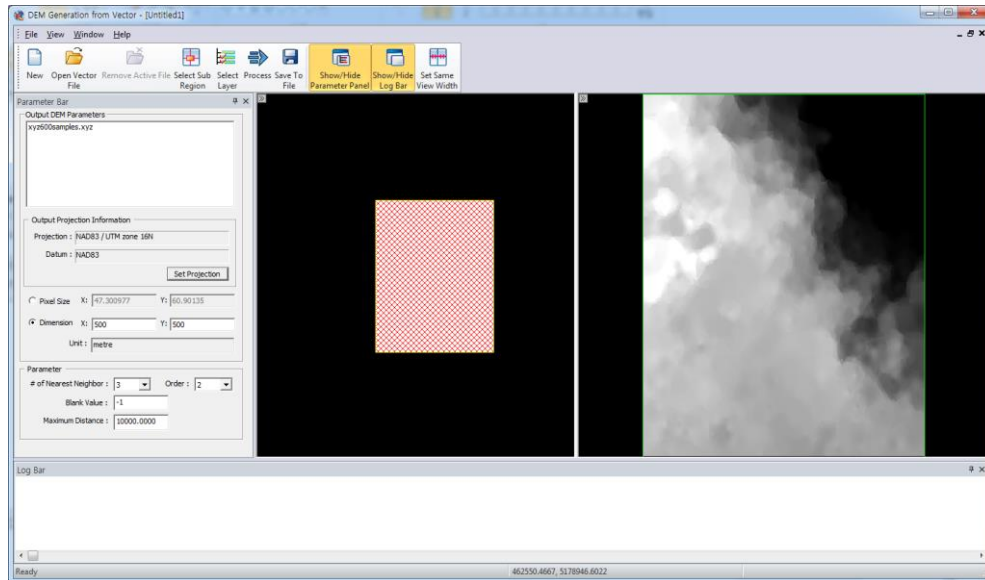 DEM Generation from Vector - [Untitled1]
File View Window Help
New Open Vector File Remove Active File Select Sub Region Select Layer Process Save To File Show/Hide Parameter Panel Show/Hide Log Bar Set Same View Width
Parameter Bar
Output DEM Parameters
xyz600samples.xyz
Output Projection Information
Projection : NAD83 / UTM zone 16N
Datum : NAD83
Set Projection
Pixel Size X: 47.300977 Y: 60.90135
Dimension X: 500 Y: 500
Unit : metre
Parameter
# of Nearest Neighbor : 3 Order : 2
Blank Value : -1
Maximum Distance : 10000.0000
Log Bar
Ready 462550.4667, 5178946.6022